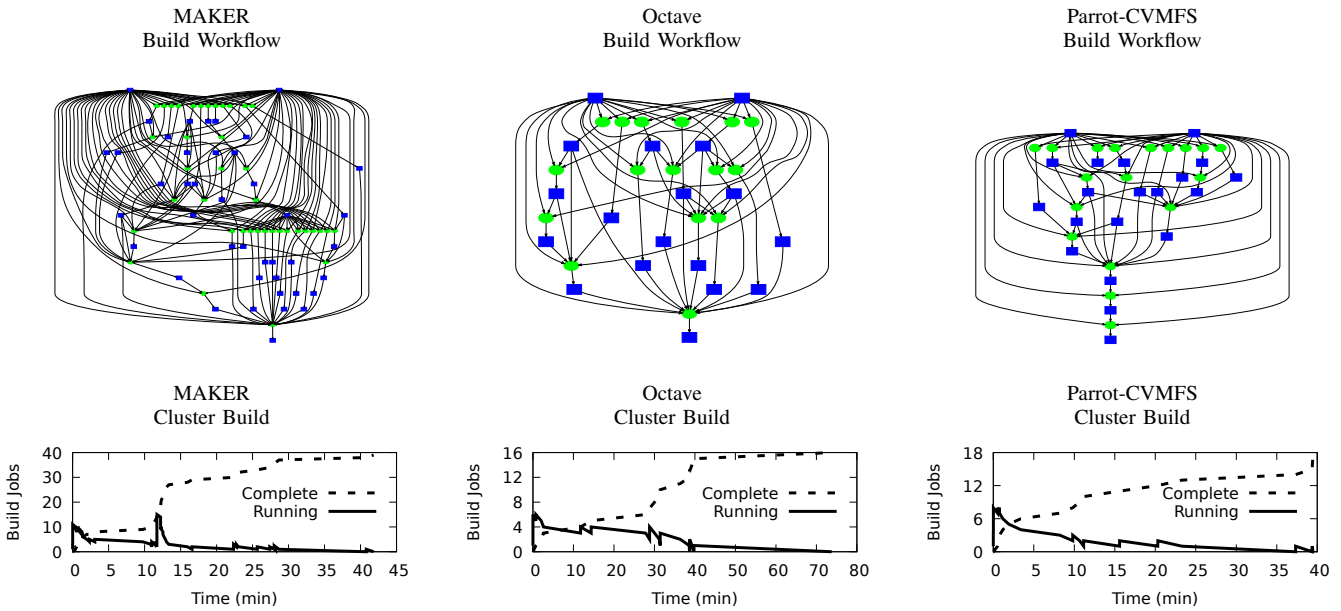 MAKER
Build Workflow
Octave
Build Workflow
Parrot-CVMFS
Build Workflow
MAKER
Cluster Build
40
30
20
10
0
Build Jobs
Complete
Running
0 5 10 15 20 25 30 35 40 45
Time (min)
Octave
Cluster Build
16
12
8
4
0
Build Jobs
Complete
Running
0 10 20 30 40 50 60 70 80
Time (min)
Parrot-CVMFS
Cluster Build
18
12
6
0
Build Jobs
Complete
Running
0 5 10 15 20 25 30 35 40
Time (min)